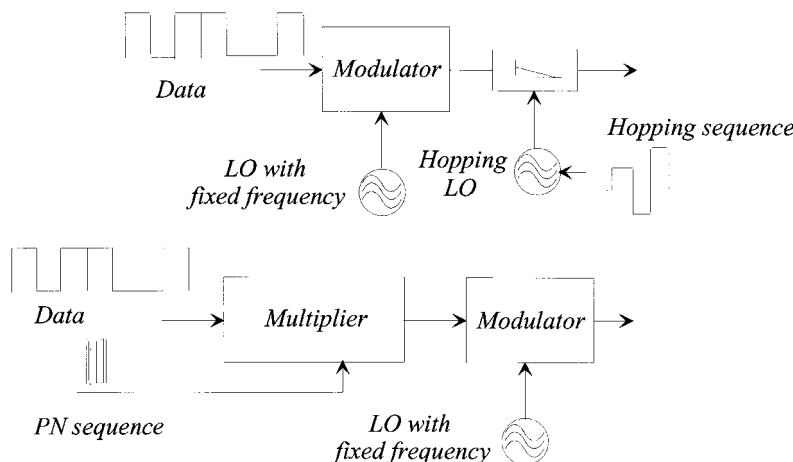 Modulator
Data
Hopping sequence
LO with
fixed frequency
Hopping
LO
Data
Multiplier
Modulator
PN sequence
LO with
fixed frequency